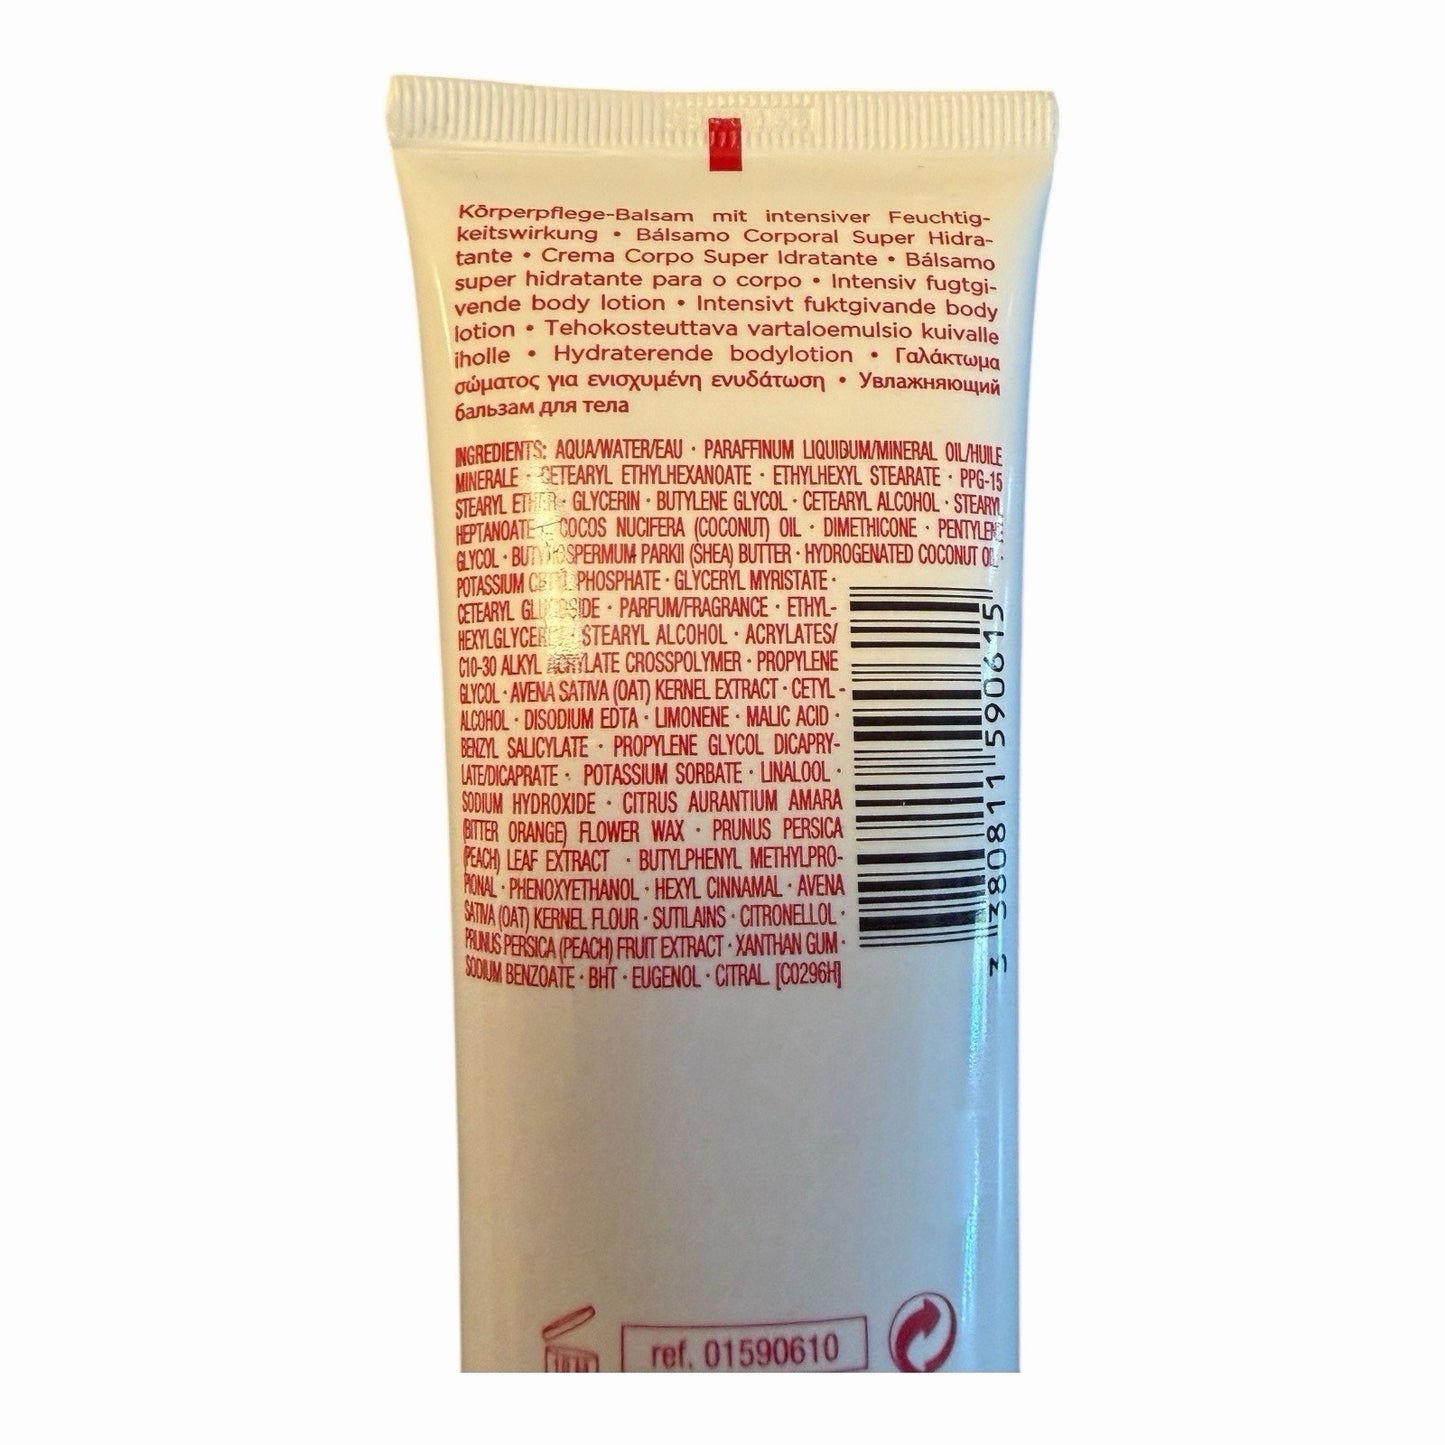 Körperpflege-Balsam mit intensiver Feuchtig-
keitswirkung • Bálsamo Corporal Super Hidra-
tante • Crema Corpo Super Idratante • Bálsamo
super hidratante para o corpo • Intensiv fugtgi-
vende body lotion • Intensivt fuktgivande body
lotion • Tehokosteuttava vartaloemulsio kuivalle
iholle • Hydraterende bodylotion • Γαλάκτωμα
σώματος για ενισχυμένη ενυδάτωση • Увлажняющий
бальзам для тела
INGREDIENTS: AQUA/WATER/EAU · PARAFFINUM LIQUIDUM/MINERAL OIL/HUILE
MINERALE · CETEARYL ETHYLHEXANOATE · ETHYLHEXYL STEARATE · PPG-15
STEARYL ETHER · GLYCERIN · BUTYLENE GLYCOL · CETEARYL ALCOHOL · STEARYL
HEPTANOATE · COCOS NUCIFERA (COCONUT) OIL · DIMETHICONE · PENTYLENE
GLYCOL · BUTYROSPERMUM PARKII (SHEA) BUTTER · HYDROGENATED COCONUT OIL ·
POTASSIUM CETYL PHOSPHATE · GLYCERYL MYRISTATE ·
CETEARYL GLUCOSIDE · PARFUM/FRAGRANCE · ETHYL-
HEXYLGLYCERIN · STEARYL ALCOHOL · ACRYLATES/
C10-30 ALKYL ACRYLATE CROSSPOLYMER · PROPYLENE
GLYCOL · AVENA SATIVA (OAT) KERNEL EXTRACT · CETYL-
ALCOHOL · DISODIUM EDTA · LIMONENE · MALIC ACID ·
BENZYL SALICYLATE · PROPYLENE GLYCOL DICAPRY-
LATE/DICAPRATE · POTASSIUM SORBATE · LINALOOL ·
SODIUM HYDROXIDE · CITRUS AURANTIUM AMARA
(BITTER ORANGE) FLOWER WAX · PRUNUS PERSICA
(PEACH) LEAF EXTRACT · BUTYLPHENYL METHYLPRO-
PIONAL · PHENOXYETHANOL · HEXYL CINNAMAL · AVENA
SATIVA (OAT) KERNEL FLOUR · SUTILAINS · CITRONELLOL ·
PRUNUS PERSICA (PEACH) FRUIT EXTRACT · XANTHAN GUM ·
SODIUM BENZOATE · BHT · EUGENOL · CITRAL. [C0296H]
3 380811 590615
ref. 01590610